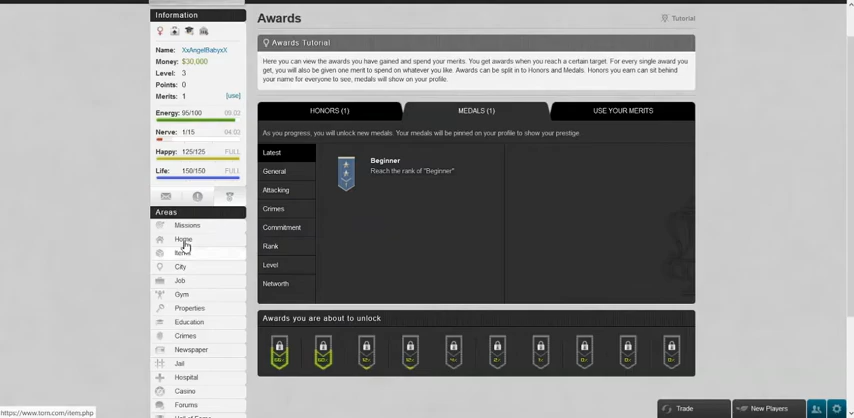 Information
Name: XxAngelBabyxX
Money: $30,000
Level: 3
Points: 0
Merits: 1 [use]
Energy: 95/100 09:02
Nerve: 1/15 04:02
Happy: 125/125 FULL
Life: 150/150 FULL
Areas
Missions
Home
Items
City
Job
Gym
Properties
Education
Crimes
Newspaper
Jail
Hospital
Casino
Forums
Hall of Fame
https://www.torn.com/item.php
Awards
Tutorial
Awards Tutorial
Here you can view the awards you have gained and spend your merits. You get awards when you reach a certain target. For every single award you
get, you will also be given one merit to spend on whatever you like. Awards can be split in to Honors and Medals. Honors you earn can sit behind
your name for everyone to see, medals will show on your profile.
HONORS (1)
MEDALS (1)
USE YOUR MERITS
As you progress, you will unlock new medals. Your medals will be pinned on your profile to show your prestige.
Latest
General
Attacking
Crimes
Commitment
Rank
Level
Networth
Beginner
Reach the rank of "Beginner"
Awards you are about to unlock
Trade
New Players